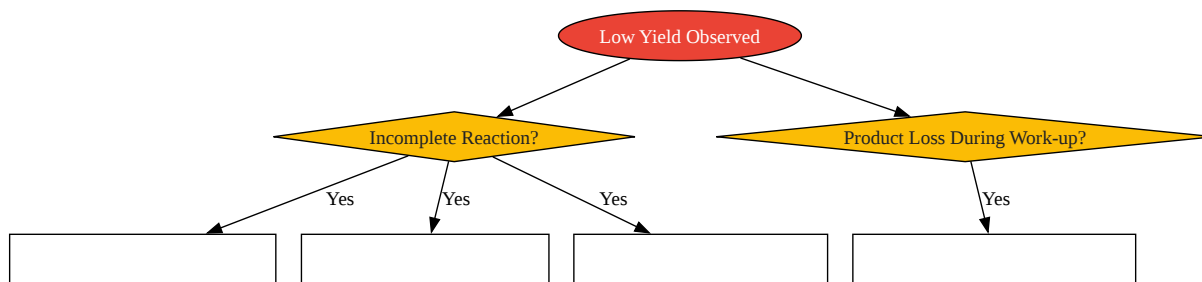 Low Yield Observed
Incomplete Reaction?
Product Loss During Work-up?
Yes
Yes
Yes
Yes